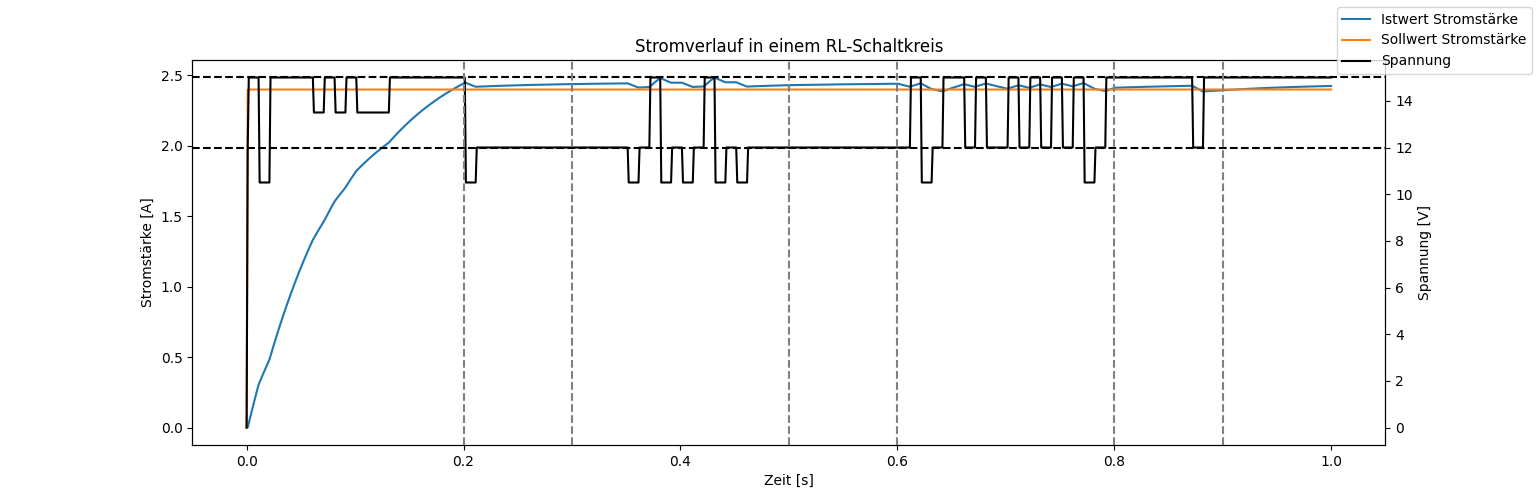 Stromverlauf in einem RL-Schaltkreis
Istwert Stromstärke
Sollwert Stromstärke
Spannung
Stromstärke [A]
2.5
2.0
1.5
1.0
0.5
0.0
0.0 0.2 0.4 0.6 0.8 1.0
Zeit [s]
14
12
10
8
6
4
2
0
Spannung [V]